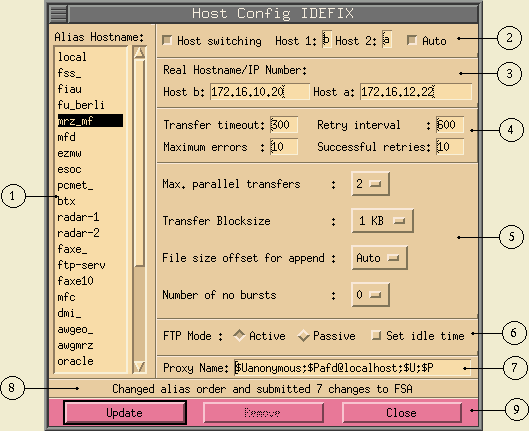 Host Config IDEFIX
Alias Hostname:
local
fss_
fiau
fu_berli
mrz_mf
mfd
ezmw
esoc
pcmet_
btx
radar-1
radar-2
faxe_
ftp-serv
faxe10
mfc
dmi_
awgeo_
awgmrz
oracle
1
Host switching Host 1: b Host 2: a Auto
2
Real Hostname/IP Number:
Host b: 172.16.10.20 Host a: 172.16.12.22
3
Transfer timeout: 300 Retry interval : 600
Maximum errors : 10 Successful retries: 10
4
Max. parallel transfers : 2
Transfer Blocksize : 1 KB
File size offset for append : Auto
Number of no bursts : 0
5
FTP Mode : Active Passive Set idle time
6
Proxy Name: $Uanonymous;$Pafd@localhost;$U;$P
7
8
Changed alias order and submitted 7 changes to FSA
Update Remove Close
9